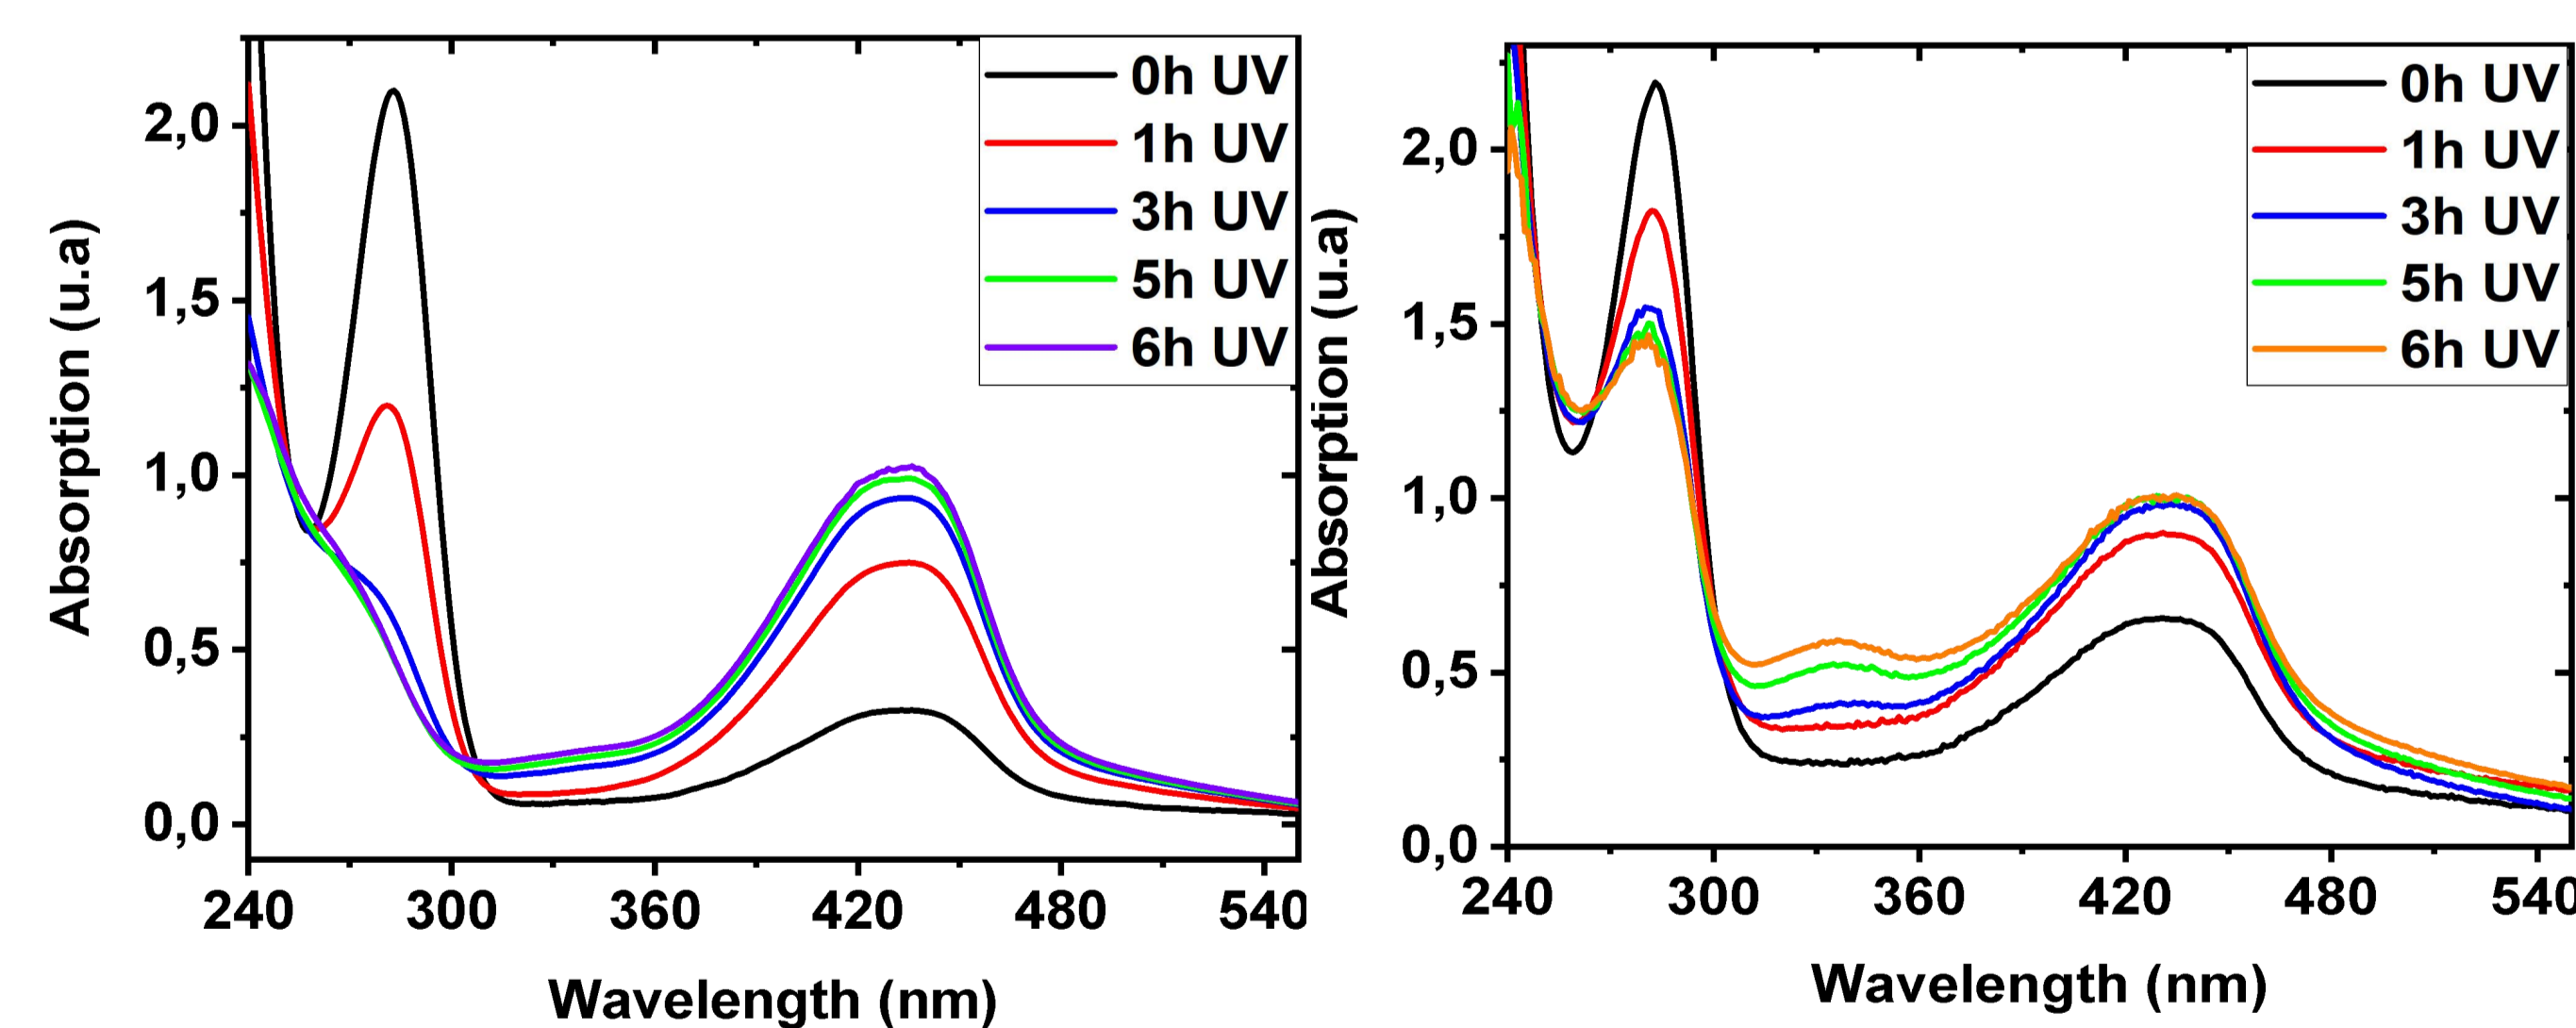 Absorption (u.a)
2,0
1,5
1,0
0,5
0,0
240 300 360 420 480 540
Wavelength (nm)
0h UV
1h UV
3h UV
5h UV
6h UV
Absorption (u.a)
2,0
1,5
1,0
0,5
0,0
240 300 360 420 480 540
Wavelength (nm)
0h UV
1h UV
3h UV
5h UV
6h UV